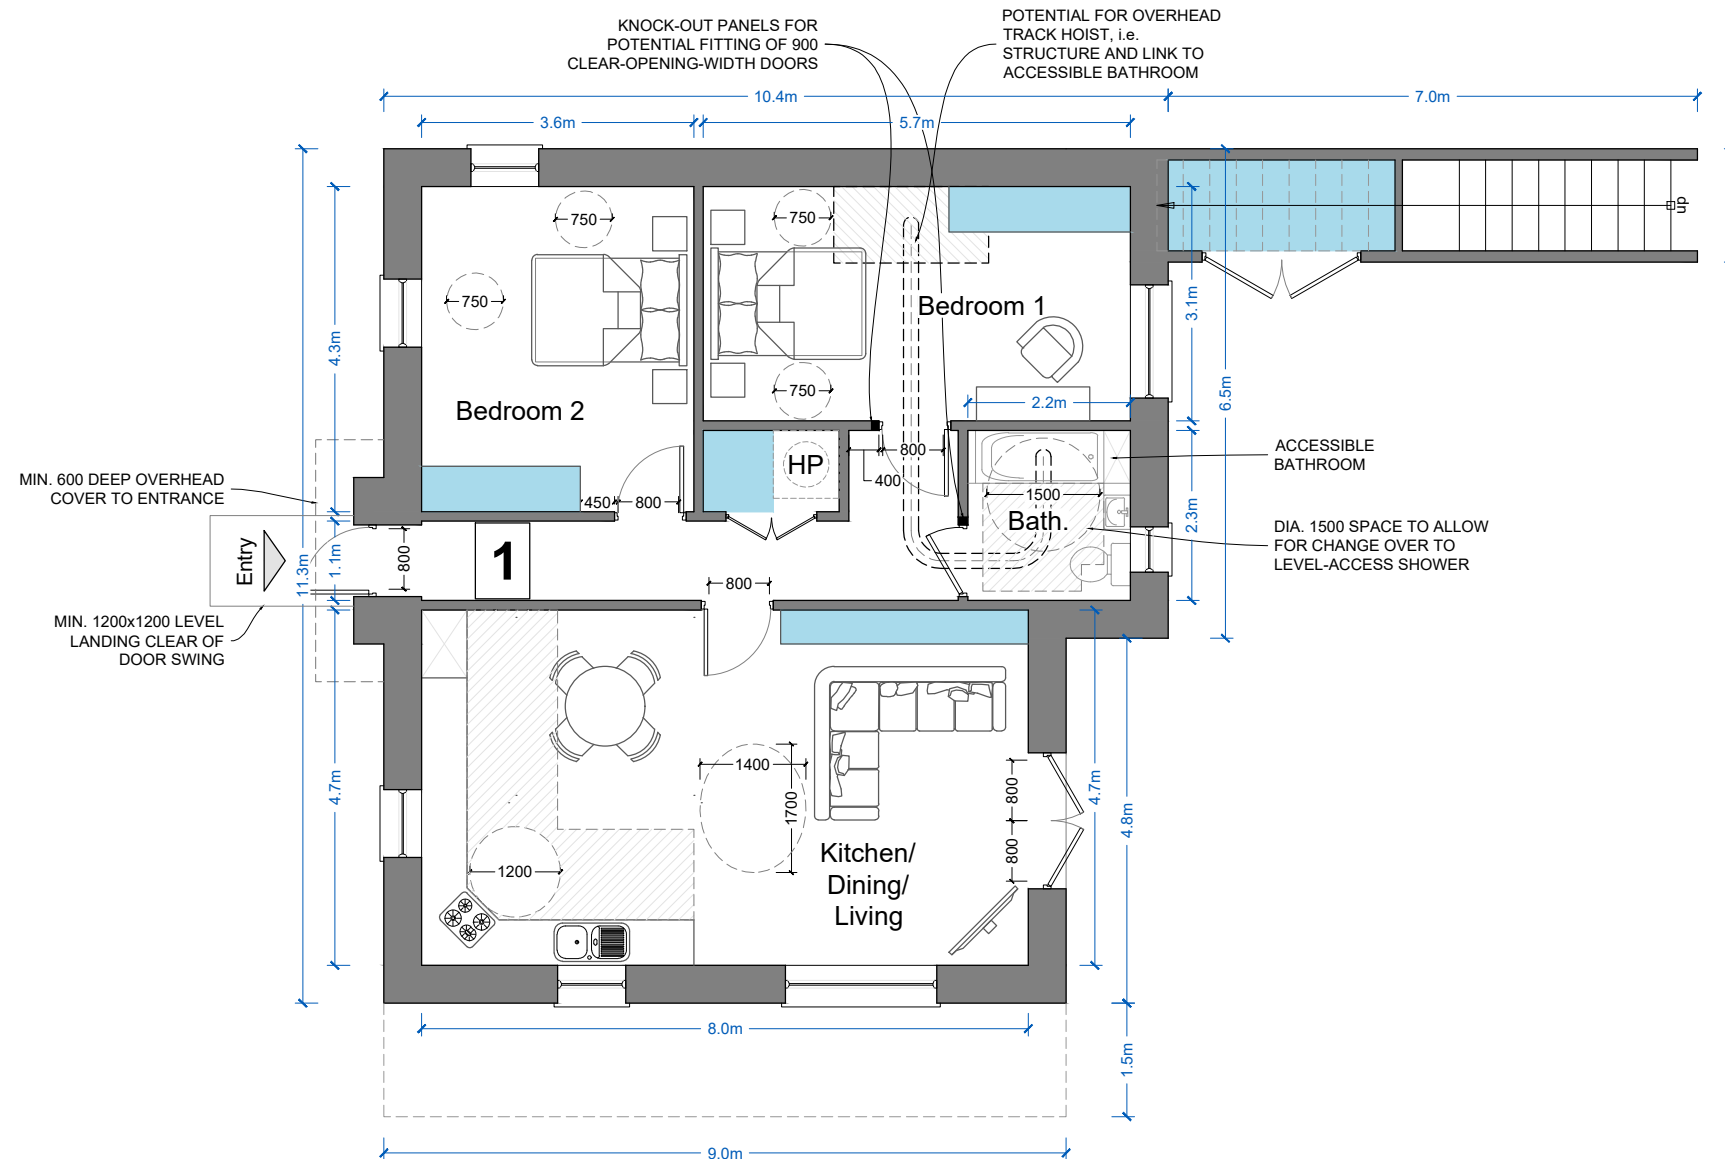 KNOCK-OUT PANELS FOR
POTENTIAL FITTING OF 900
CLEAR-OPENING-WIDTH DOORS
POTENTIAL FOR OVERHEAD
TRACK HOIST, i.e.
STRUCTURE AND LINK TO
ACCESSIBLE BATHROOM
10.4m
7.0m
3.6m
5.7m
750
750
750
750
Bedroom 1
Bedroom 2
4.3m
3.1m
6.5m
2.2m
dn
MIN. 600 DEEP OVERHEAD
COVER TO ENTRANCE
450
800
HP
800
400
1500
Bath.
2.3m
ACCESSIBLE
BATHROOM
DIA. 1500 SPACE TO ALLOW
FOR CHANGE OVER TO
LEVEL-ACCESS SHOWER
Entry
11.3m
1.1m
800
1
800
MIN. 1200x1200 LEVEL
LANDING CLEAR OF
DOOR SWING
4.7m
1400
1700
1200
Kitchen/
Dining/
Living
800
800
4.7m
4.8m
8.0m
1.5m
9.0m